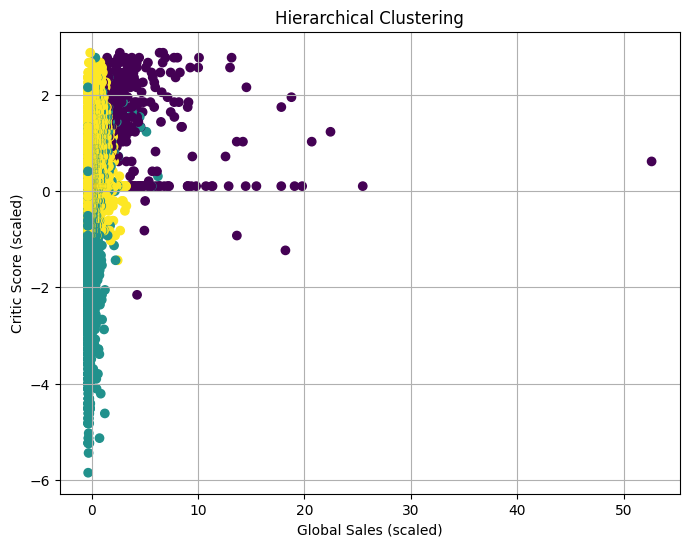 Hierarchical Clustering
Critic Score (scaled)
2
0
−2
−4
−6
0 10 20 30 40 50
Global Sales (scaled)